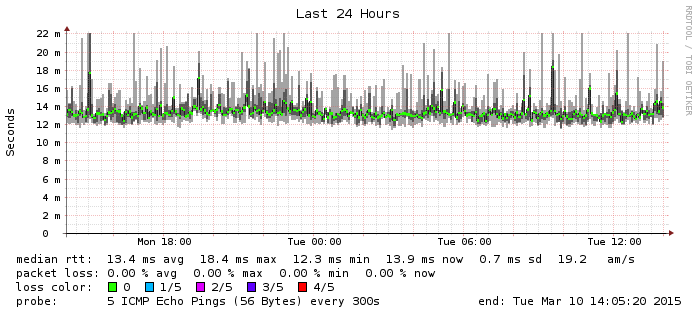 Last 24 Hours
RRDTOOL / TOBI OETIKER
Seconds
22 m
20 m
18 m
16 m
14 m
12 m
10 m
8 m
6 m
4 m
2 m
0
Mon 18:00 Tue 00:00 Tue 06:00 Tue 12:00
median rtt: 13.4 ms avg 18.4 ms max 12.3 ms min 13.9 ms now 0.7 ms sd 19.2 am/s
packet loss: 0.00 % avg 0.00 % max 0.00 % min 0.00 % now
loss color: 0 1/5 2/5 3/5 4/5
probe: 5 ICMP Echo Pings (56 Bytes) every 300s end: Tue Mar 10 14:05:20 2015